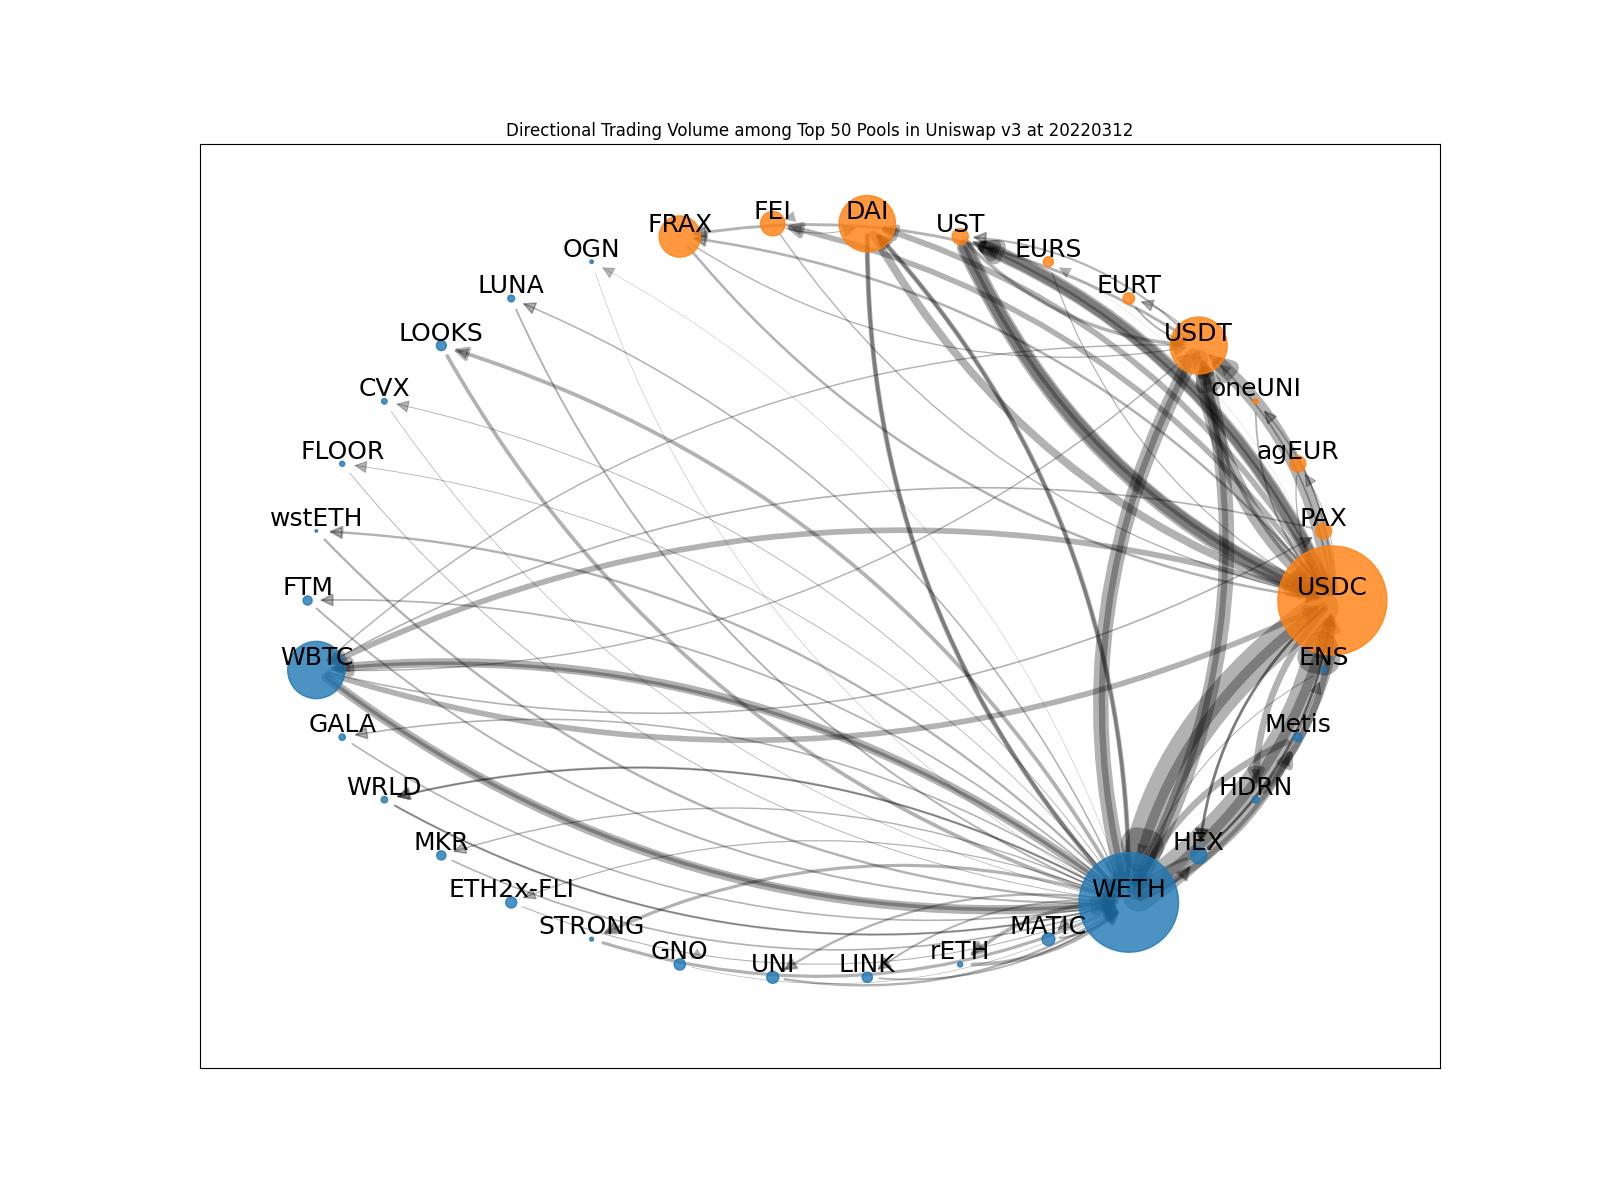 Directional Trading Volume among Top 50 Pools in Uniswap v3 at 20220312
FRAX
FEI
DAI
UST
OGN
EURS
LUNA
EURT
LOOKS
USDT
CVX
oneUNI
FLOOR
agEUR
wstETH
PAX
FTM
USDC
WBTC
ENS
GALA
Metis
WRLD
HDRN
MKR
HEX
ETH2x-FLI
WETH
STRONG
MATIC
GNO
UNI
LINK
rETH